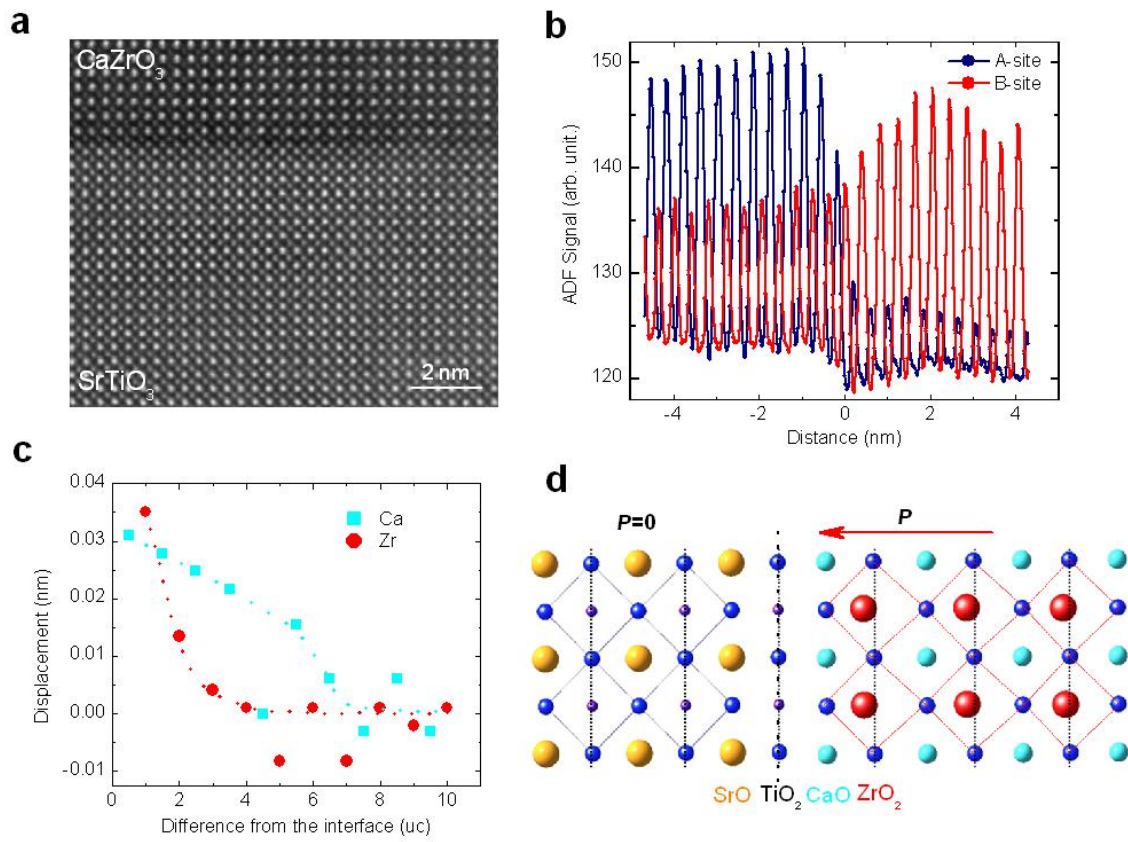 a
CaZrO₃
SrTiO₃
2 nm
b
150
140
130
120
ADF Signal (arb. unit.)
A-site
B-site
-4 -2 0 2 4
Distance (nm)
c
0.04
0.03
0.02
0.01
0.00
-0.01
Displacement (nm)
Ca
Zr
0 2 4 6 8 10
Difference from the interface (uc)
d
P=0
P
SrO TiO₂ CaO ZrO₂